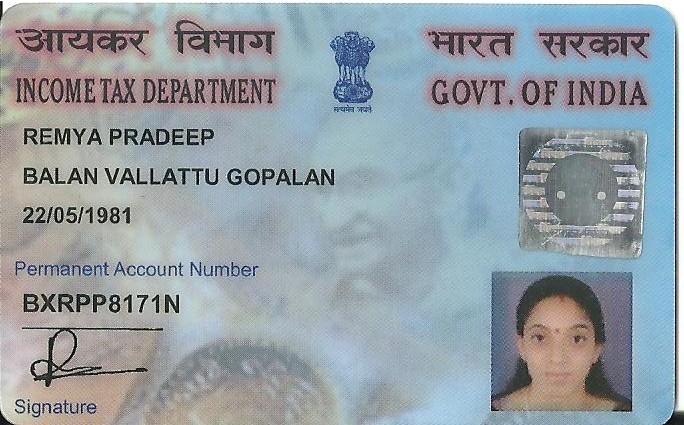 आयकर विभाग भारत सरकार
INCOME TAX DEPARTMENT GOVT. OF INDIA
सत्यमेव जयते
REMYA PRADEEP
BALAN VALLATTU GOPALAN
22/05/1981
Permanent Account Number
BXRPP8171N
Signature